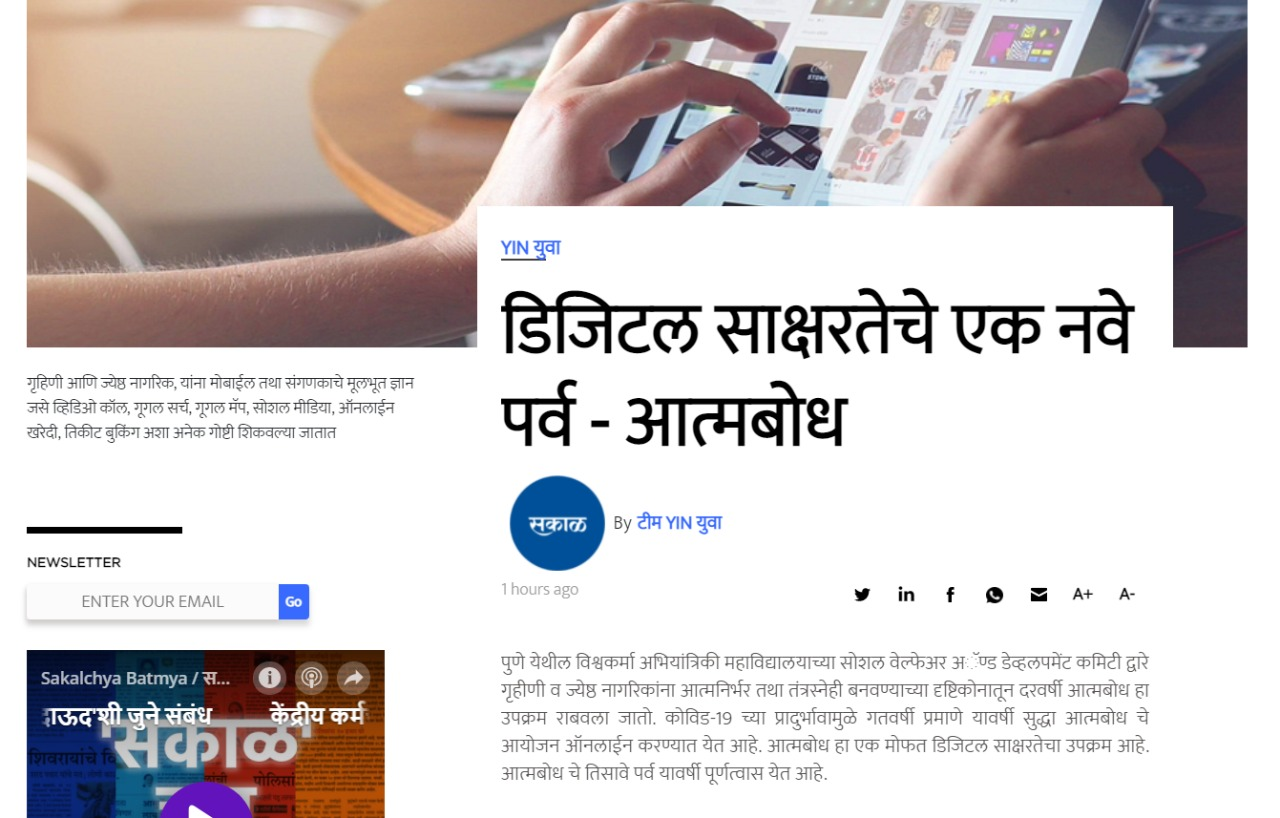 YIN युवा
डिजिटल साक्षरतेचे एक नवे
पर्व - आत्मबोध
गृहिणी आणि ज्येष्ठ नागरिक, यांना मोबाईल तथा संगणकाचे मूलभूत ज्ञान
जसे व्हिडिओ कॉल, गूगल सर्च, गूगल मॅप, सोशल मीडिया, ऑनलाईन
खरेदी, तिकीट बुकिंग अशा अनेक गोष्टी शिकवल्या जातात
सकाळ
By टीम YIN युवा
1 hours ago
A+ A-
NEWSLETTER
ENTER YOUR EMAIL Go
Sakalchya Batmya / स...
ाऊद'शी जुने संबंध केंद्रीय कर्म
'सकाळ'
शिवरायांचे
पोलिसां
पुणे येथील विश्वकर्मा अभियांत्रिकी महाविद्यालयाच्या सोशल वेल्फेअर अॅण्ड डेव्हलपमेंट कमिटी द्वारे
गृहीणी व ज्येष्ठ नागरिकांना आत्मनिर्भर तथा तंत्रस्नेही बनवण्याच्या दृष्टिकोनातून दरवर्षी आत्मबोध हा
उपक्रम राबवला जातो. कोविड-19 च्या प्रादुर्भावामुळे गतवर्षी प्रमाणे यावर्षी सुद्धा आत्मबोध चे
आयोजन ऑनलाईन करण्यात येत आहे. आत्मबोध हा एक मोफत डिजिटल साक्षरतेचा उपक्रम आहे.
आत्मबोध चे तिसावे पर्व यावर्षी पूर्णत्वास येत आहे.